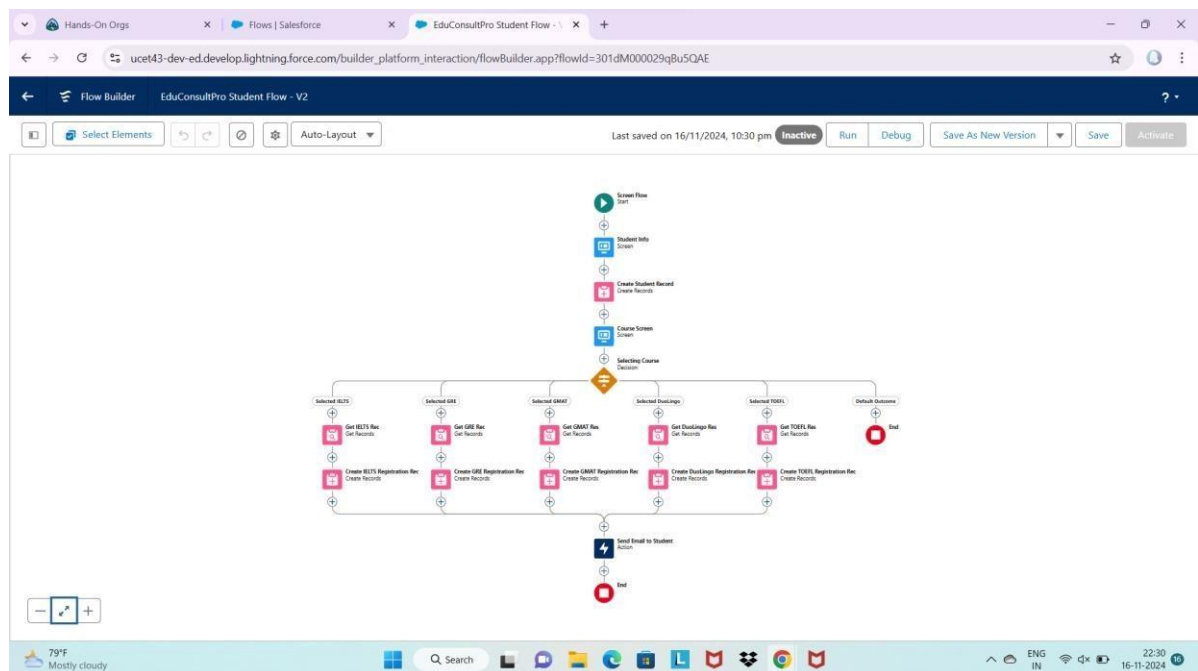 Hands-On Orgs
Flows | Salesforce
EduConsultPro Student Flow - V
ucet43-dev-ed.develop.lightning.force.com/builder_platform_interaction/flowBuilder.app?flowId=301dM000029qBu5QAE
Flow Builder
EduConsultPro Student Flow - V2
?
Select Elements
Auto-Layout
Last saved on 16/11/2024, 10:30 pm
Inactive
Run
Debug
Save As New Version
Save
Activate
Screen Flow
Start
Student Info
Screen
Create Student Record
Create Records
Course Screen
Screen
Selecting Course
Decision
Selected IELTS
Selected GRE
Selected GMAT
Selected DuoLingo
Selected TOEFL
Default Outcome
Get IELTS Rec
Get Records
Get GRE Rec
Get Records
Get GMAT Res
Get Records
Get DuoLingo Res
Get Records
Get TOEFL Res
Get Records
End
Create IELTS Registration Rec
Create Records
Create GRE Registration Rec
Create Records
Create GMAT Registration Rec
Create Records
Create DuoLingo Registration Rec
Create Records
Create TOEFL Registration Rec
Create Records
Send Email to Student
Action
End
79°F
Mostly cloudy
Search
ENG
IN
22:30
16-11-2024